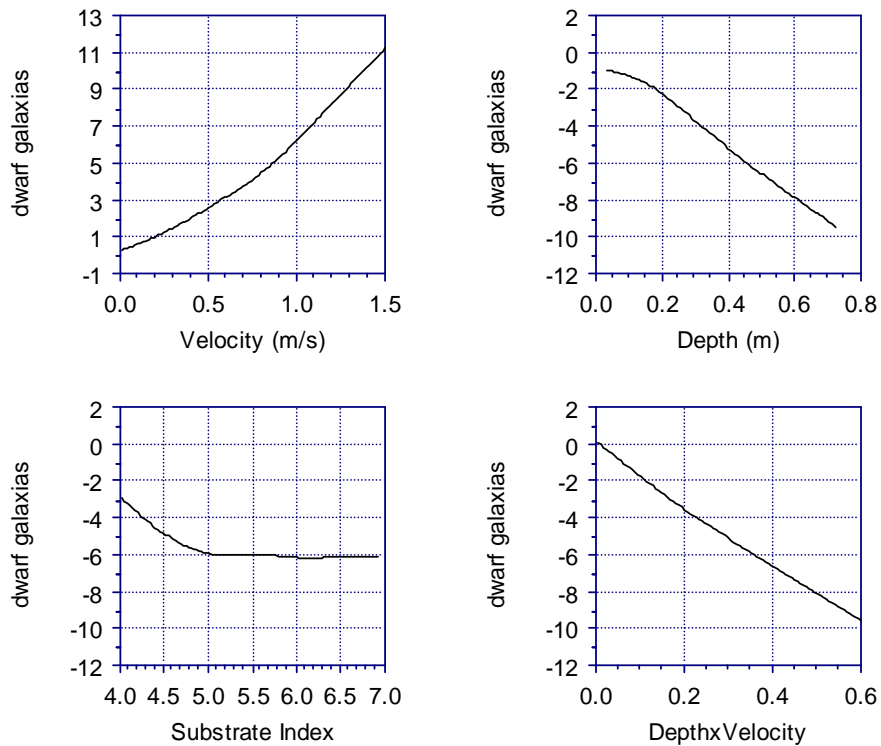 13
11
9
7
5
3
1
-1
dwarf galaxias
0.0 0.5 1.0 1.5
Velocity (m/s)
2
0
-2
-4
-6
-8
-10
-12
dwarf galaxias
0.0 0.2 0.4 0.6 0.8
Depth (m)
2
0
-2
-4
-6
-8
-10
-12
dwarf galaxias
4.0 4.5 5.0 5.5 6.0 6.5 7.0
Substrate Index
2
0
-2
-4
-6
-8
-10
-12
dwarf galaxias
0.0 0.2 0.4 0.6
DepthxVelocity